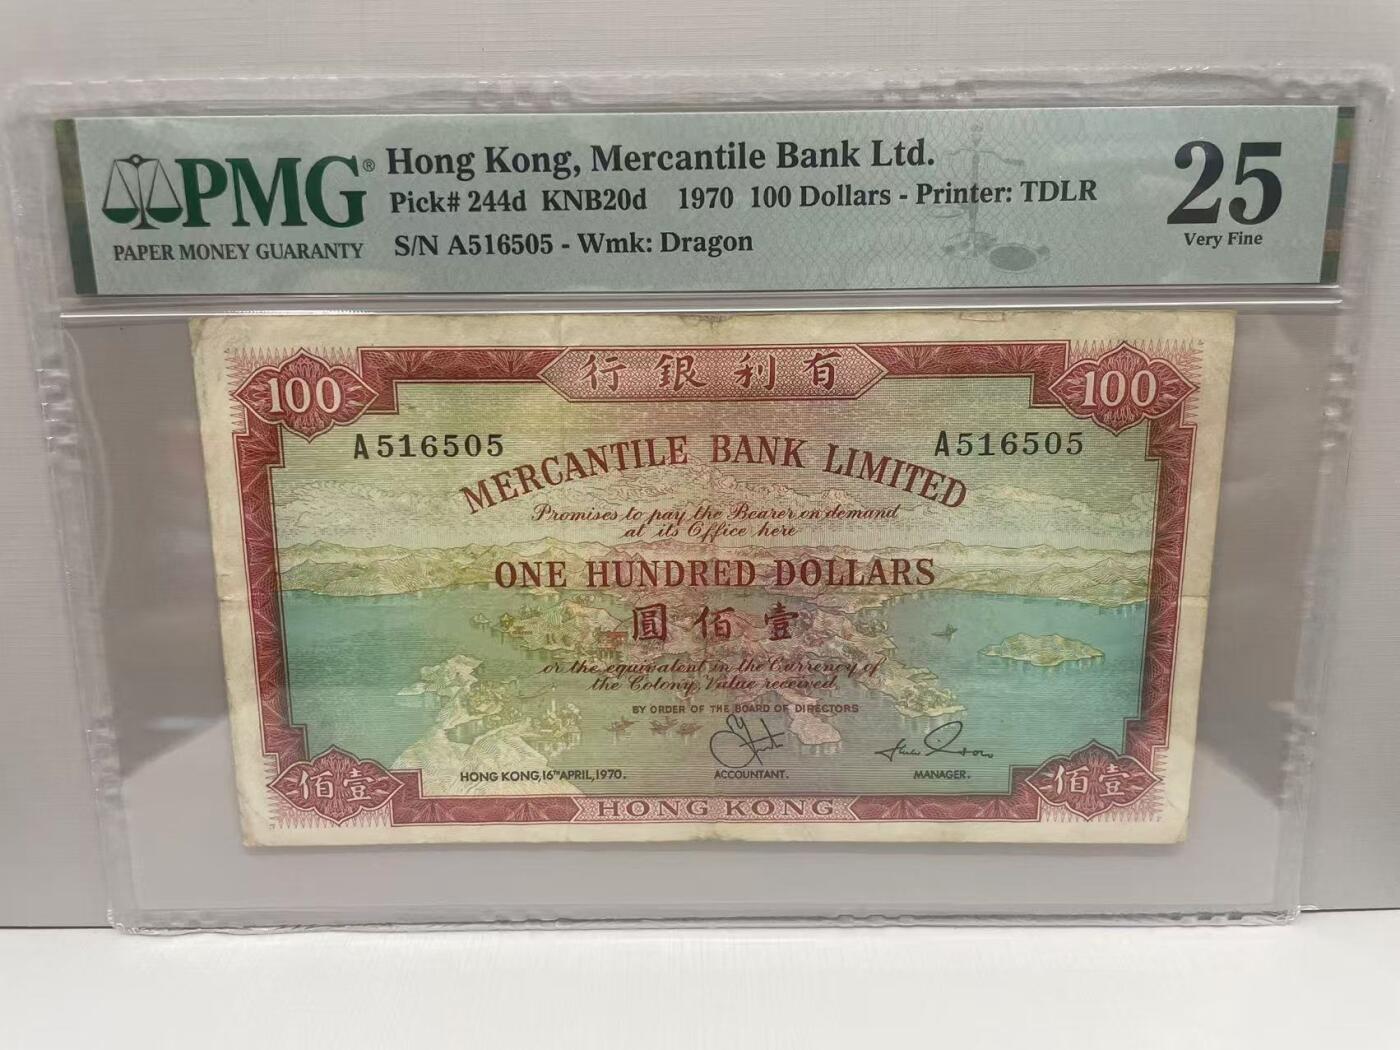 PMG®
PAPER MONEY GUARANTY
Hong Kong, Mercantile Bank Ltd.
Pick# 244d KNB20d 1970 100 Dollars - Printer: TDLR
S/N A516505 - Wmk: Dragon
25
Very Fine
行銀利有
100
100
A516505
A516505
MERCANTILE BANK LIMITED
Promises to pay the Bearer on demand
at its Office here
ONE HUNDRED DOLLARS
圓佰壹
or the equivalent in the Currency of
the Colony, Value received.
BY ORDER OF THE BOARD OF DIRECTORS
HONG KONG, 16TH APRIL, 1970.
ACCOUNTANT.
MANAGER.
佰壹
佰壹
HONG KONG